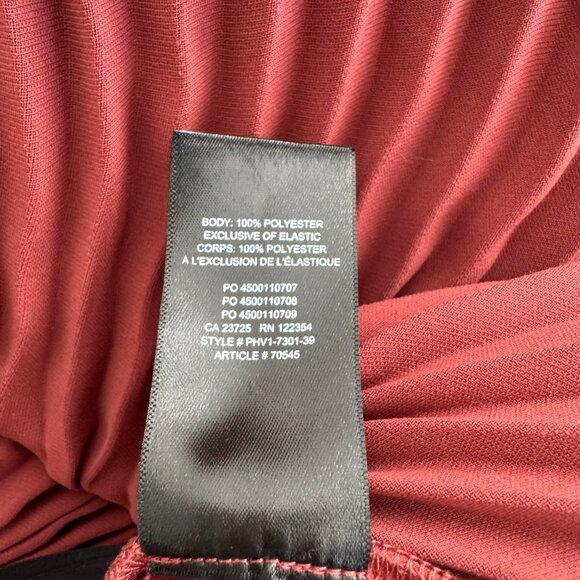 BODY: 100% POLYESTER
EXCLUSIVE OF ELASTIC
CORPS: 100% POLYESTER
À L'EXCLUSION DE L'ÉLASTIQUE
PO 4500110707
PO 4500110708
PO 4500110709
CA 23725 RN 122354
STYLE # PHV1-7301-39
ARTICLE # 70545